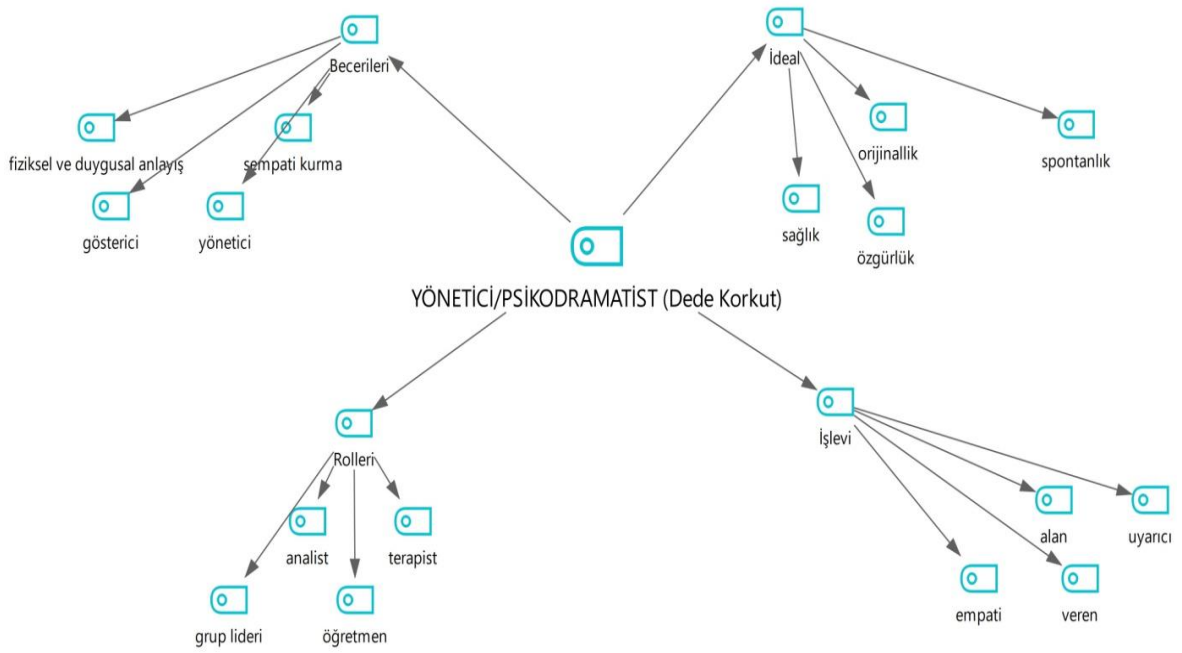 Becerileri
İdeal
fiziksel ve duygusal anlayış
sempati kurma
orijinallik
spontanlık
gösterici
yönetici
sağlık
özgürlük
YÖNETİCİ/PSİKODRAMATİST (Dede Korkut)
Rolleri
İşlevi
analist
terapist
alan
uyarıcı
grup lideri
öğretmen
empati
veren